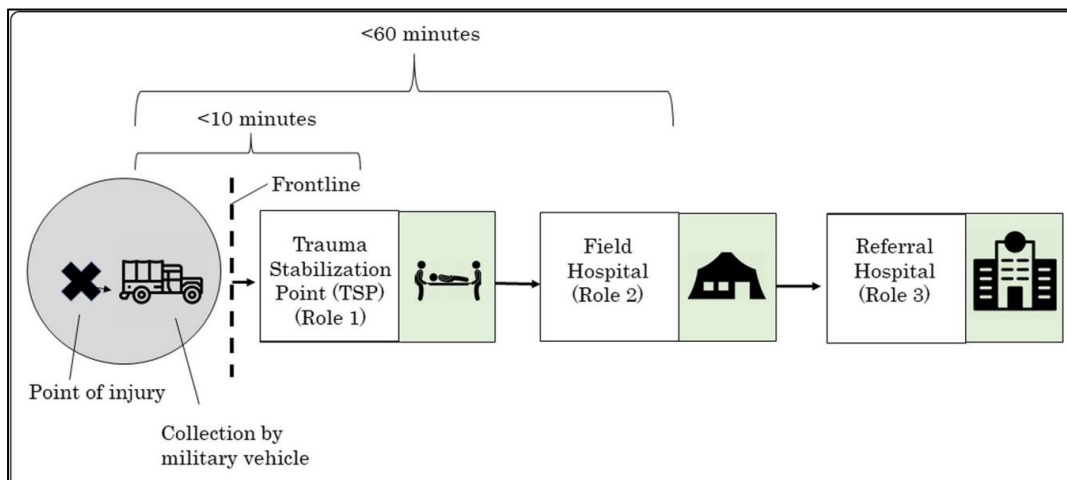 <60 minutes
<10 minutes
Frontline
Trauma
Stabilization
Point (TSP)
(Role 1)
Field
Hospital
(Role 2)
Referral
Hospital
(Role 3)
Point of injury
Collection by
military vehicle